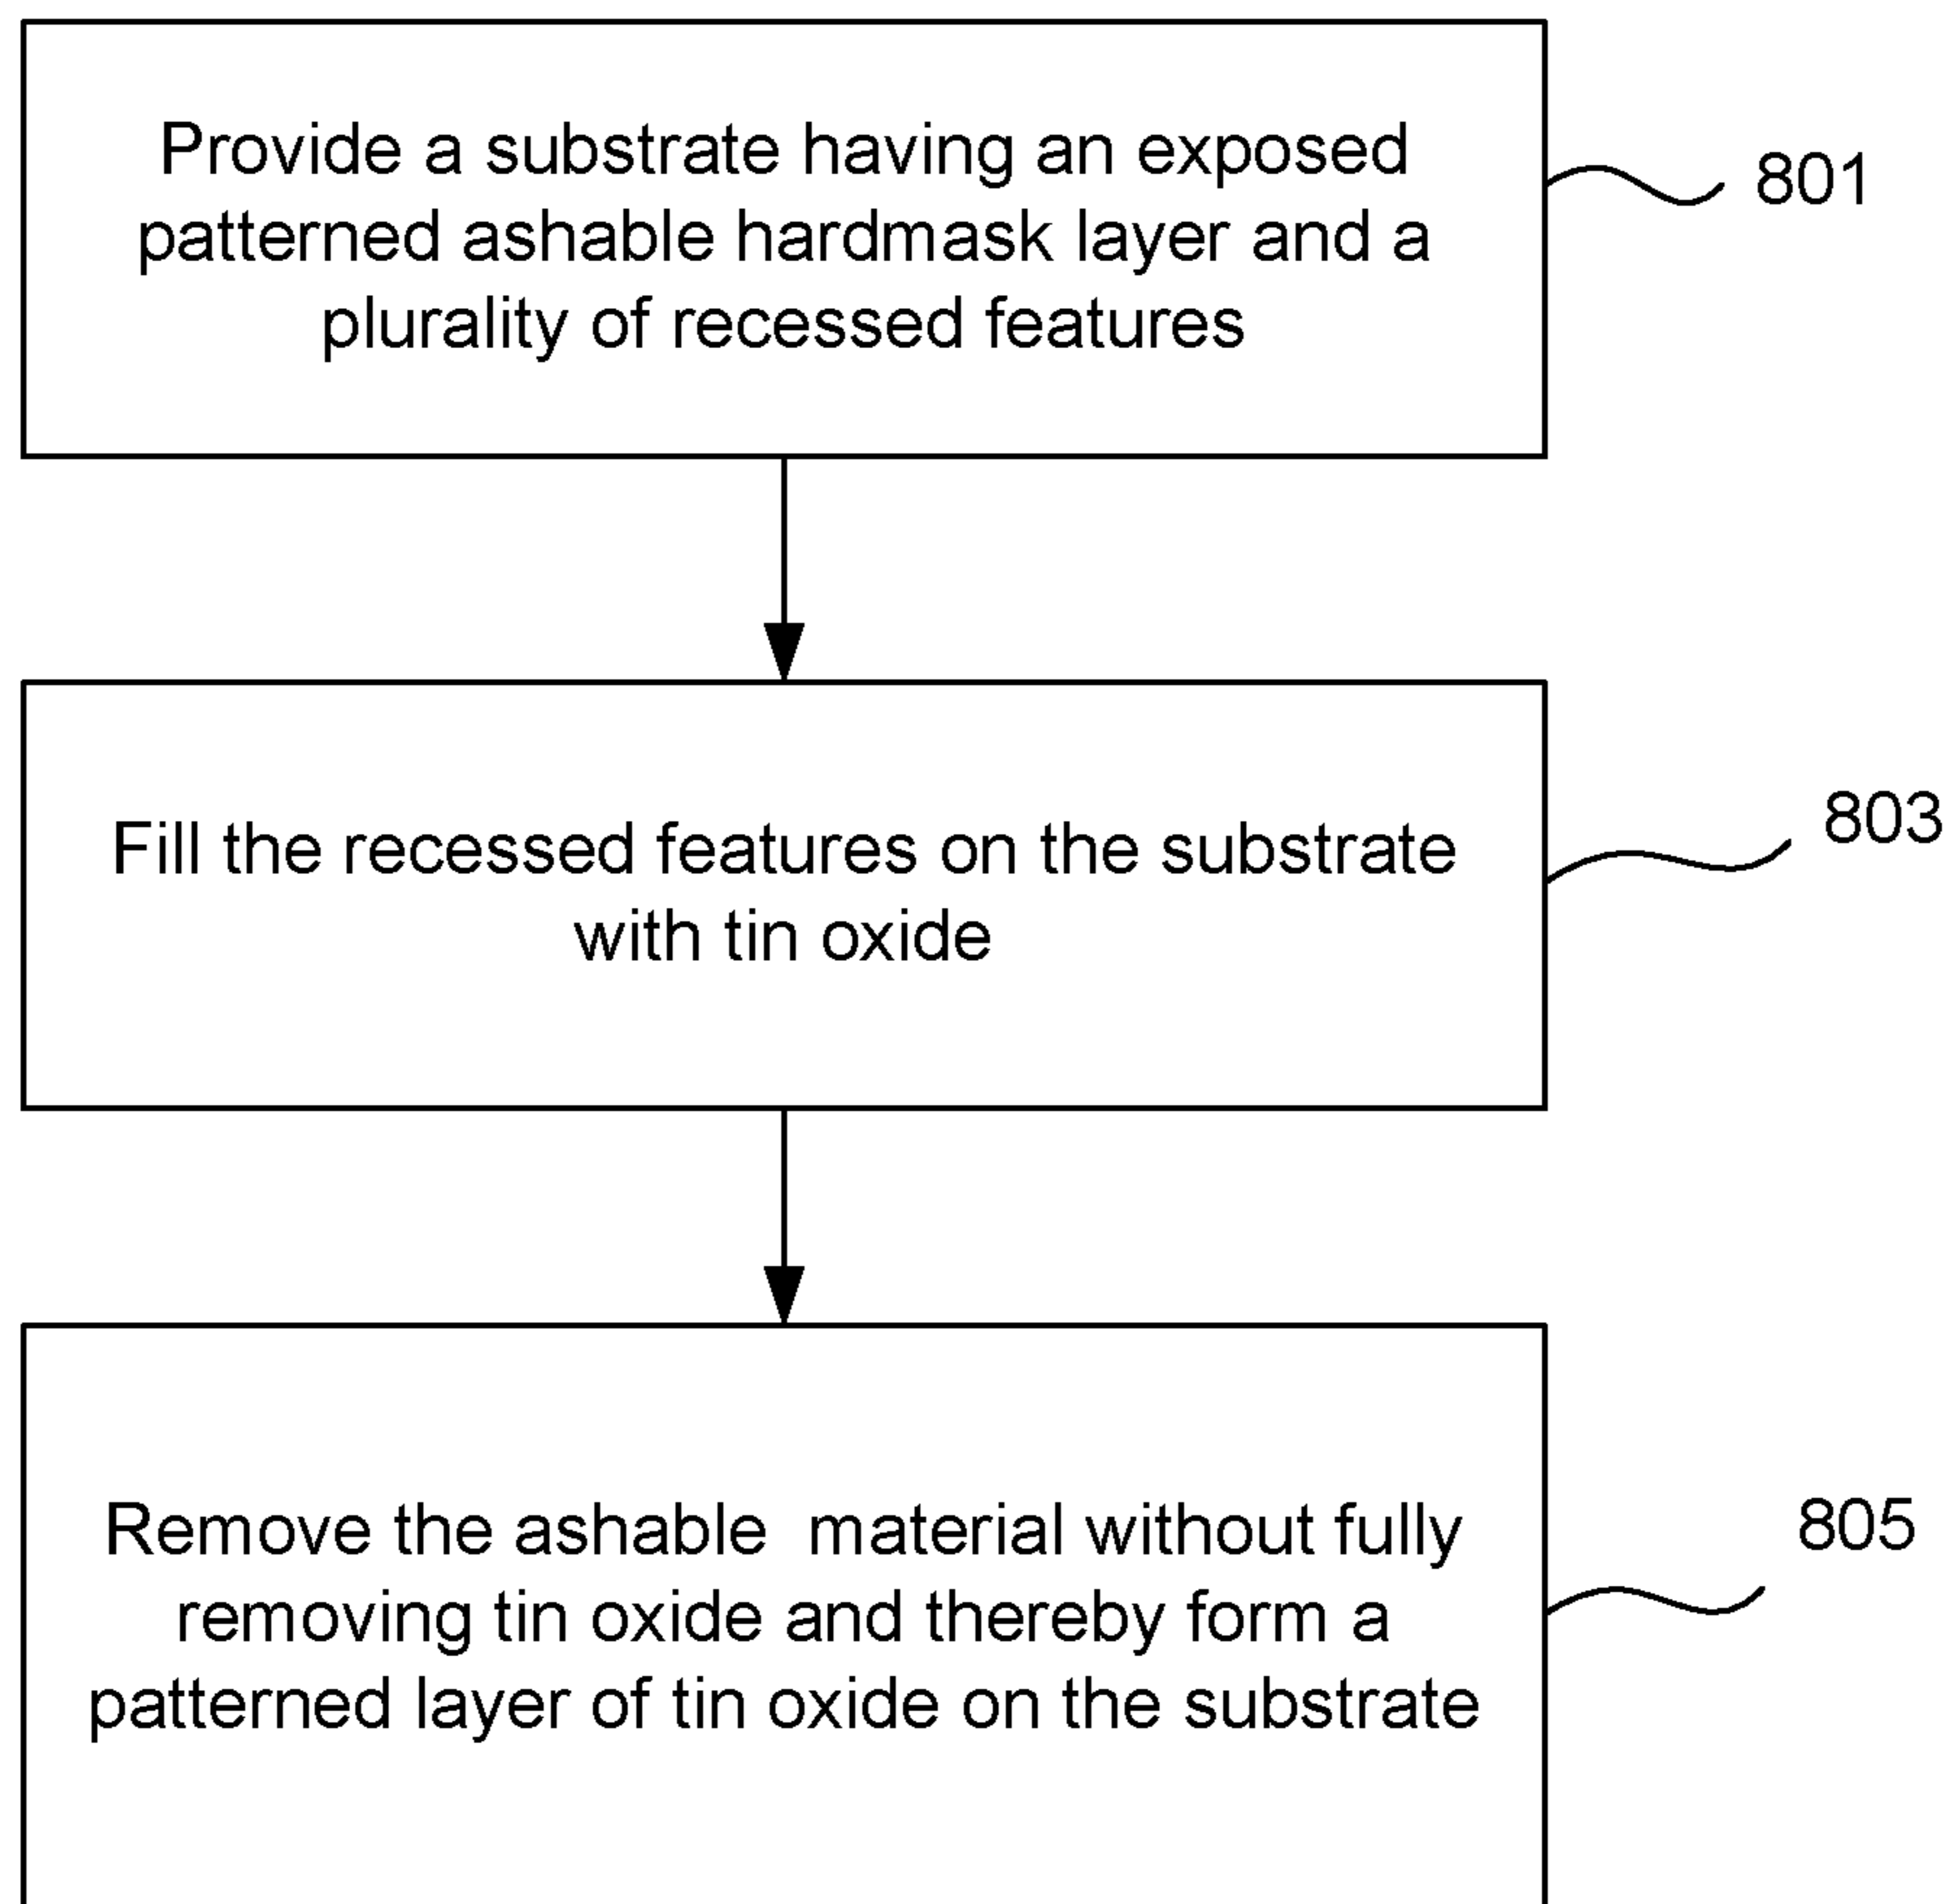 Provide a substrate having an exposed
patterned ashable hardmask layer and a
plurality of recessed features
801
Fill the recessed features on the substrate
with tin oxide
803
Remove the ashable  material without fully
removing tin oxide and thereby form a
patterned layer of tin oxide on the substrate
805